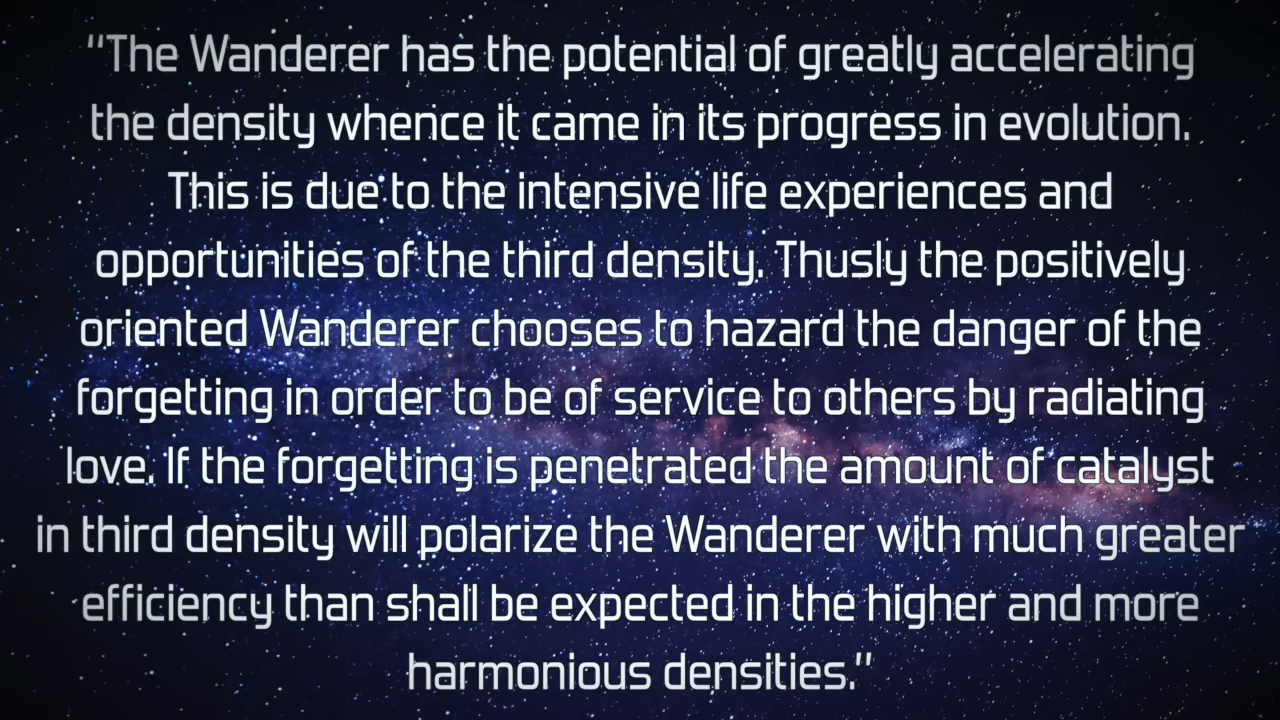 "The Wanderer has the potential of greatly accelerating
the density whence it came in its progress in evolution.
This is due to the intensive life experiences and
opportunities of the third density. Thusly the positively
oriented Wanderer chooses to hazard the danger of the
forgetting in order to be of service to others by radiating
love. If the forgetting is penetrated the amount of catalyst
in third density will polarize the Wanderer with much greater
efficiency than shall be expected in the higher and more
harmonious densities."